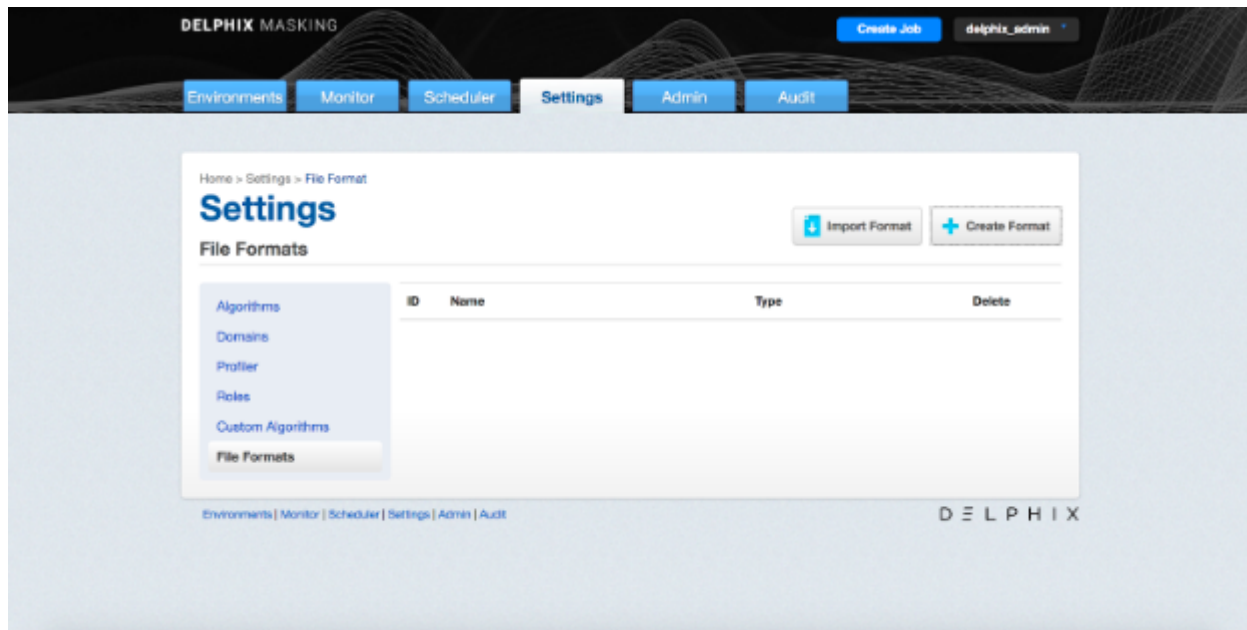 DELPHIX MASKING
Create Job
delphix_admin
Environments
Monitor
Scheduler
Settings
Admin
Audit
Home > Settings > File Format
Settings
Import Format
Create Format
File Formats
Algorithms
Domains
Profiler
Roles
Custom Algorithms
File Formats
ID Name Type Delete
Environments | Monitor | Scheduler | Settings | Admin | Audit
DELPHIX